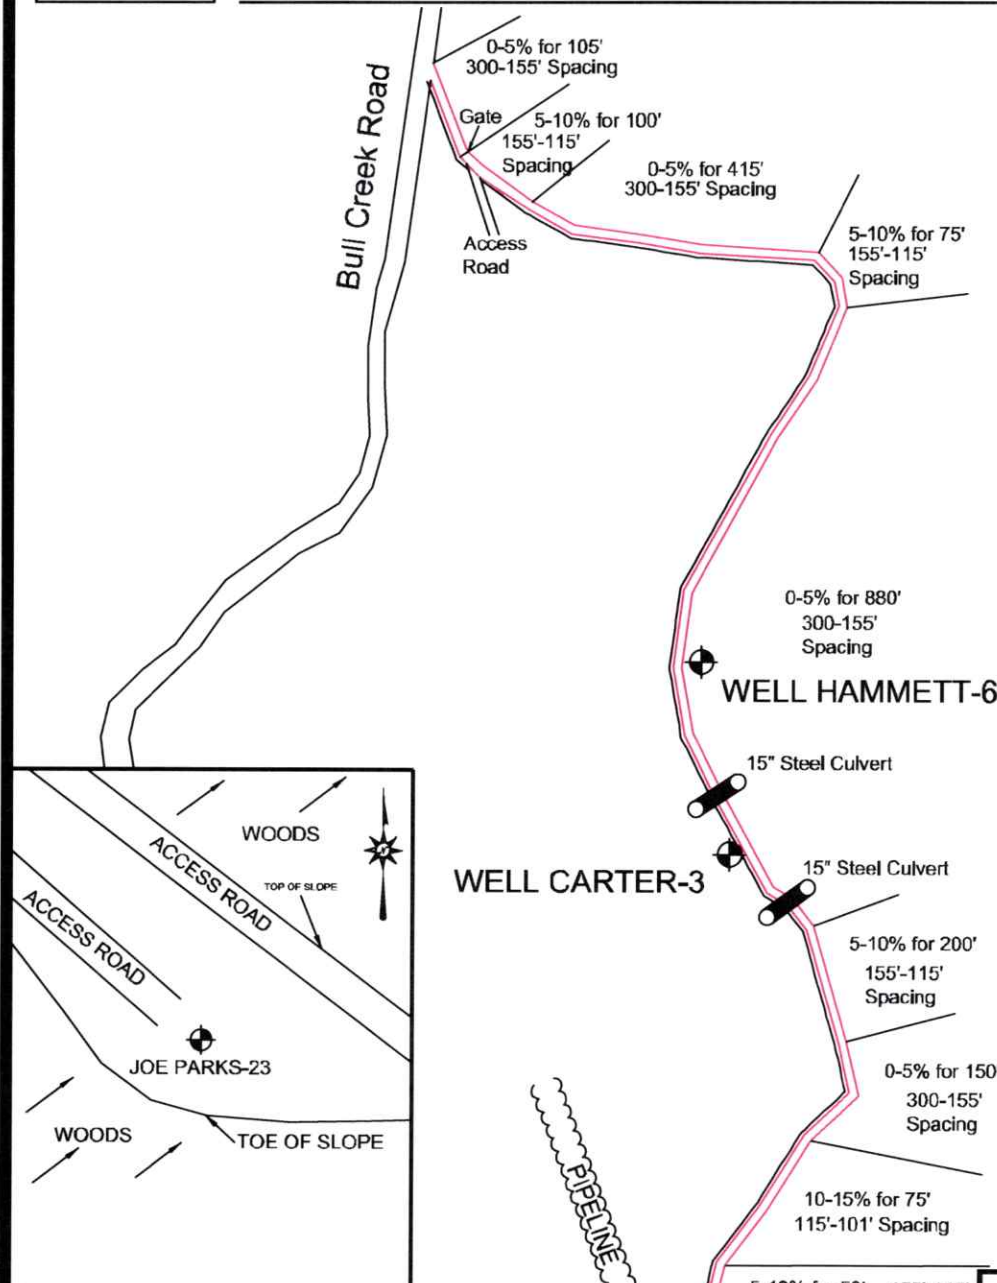 0-5% for 105'
300-155' Spacing
Bull Creek Road
Gate
5-10% for 100'
155'-115'
Spacing
0-5% for 415'
300-155' Spacing
Access
Road
5-10% for 75'
155'-115'
Spacing
0-5% for 880'
300-155'
Spacing
WELL HAMMETT-6
15" Steel Culvert
WELL CARTER-3
15" Steel Culvert
5-10% for 200'
155'-115'
Spacing
0-5% for 150
300-155'
Spacing
10-15% for 75'
115'-101' Spacing
PIPELINE
WOODS
ACCESS ROAD
TOP OF SLOPE
ACCESS ROAD
JOE PARKS-23
WOODS
TOE OF SLOPE